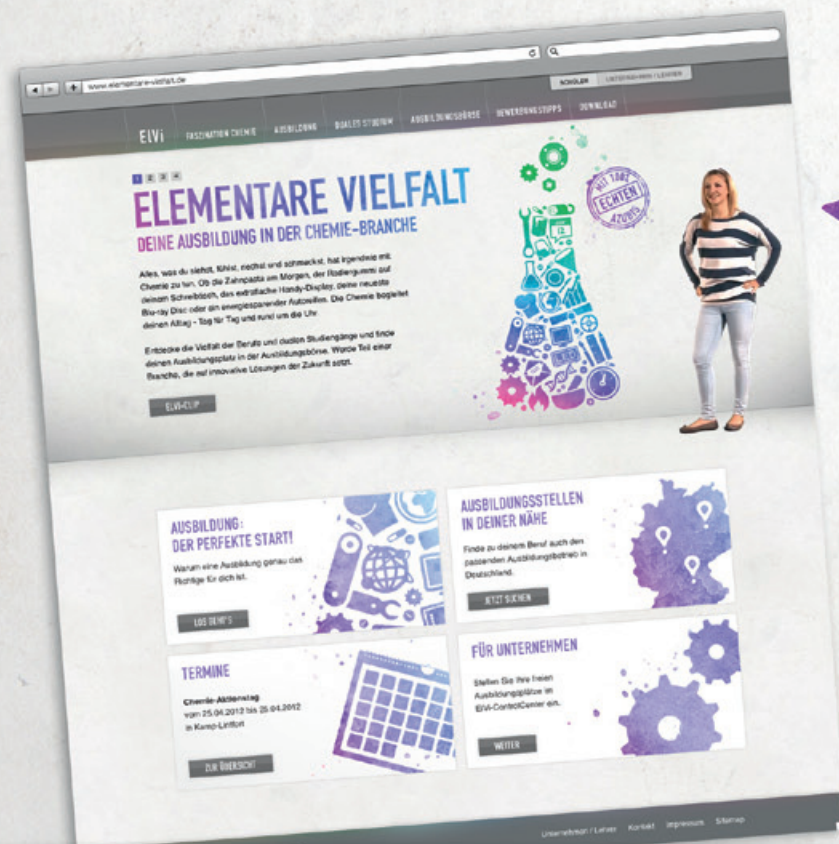 www.elementare-vielfalt.de
SCHÜLER UNTERNEHMEN / LEHRER
ElVi FASZINATION CHEMIE AUSBILDUNG DUALES STUDIUM AUSBILDUNGSBÖRSE BEWERBUNGSTIPPS DOWNLOAD
1 2 3 4
ELEMENTARE VIELFALT
DEINE AUSBILDUNG IN DER CHEMIE-BRANCHE
MIT 100%
ECHTEN
AZUBIS
Alles, was du siehst, fühlst, riechst und schmeckst, hat irgendwie mit
Chemie zu tun. Ob die Zahnpasta am Morgen, der Radiergummi auf
deinem Schreibtisch, das extraflache Handy-Display, deine neueste
Blu-ray Disc oder ein energiesparender Autoreifen. Die Chemie begleitet
deinen Alltag - Tag für Tag und rund um die Uhr.
Entdecke die Vielfalt der Berufe und dualen Studiengänge und finde
deinen Ausbildungsplatz in der Ausbildungsbörse. Werde Teil einer
Branche, die auf innovative Lösungen der Zukunft setzt.
ELVI-CLIP
AUSBILDUNG:
DER PERFEKTE START!
Warum eine Ausbildung genau das
Richtige für dich ist.
LOS GEHT'S
AUSBILDUNGSSTELLEN
IN DEINER NÄHE
Finde zu deinem Beruf auch den
passenden Ausbildungsbetrieb in
Deutschland.
JETZT SUCHEN
TERMINE
Chemie-Aktionstag
vom 25.04.2012 bis 25.04.2012
in Kamp-Lintfort
ZUR ÜBERSICHT
FÜR UNTERNEHMEN
Stellen Sie Ihre freien
Ausbildungsplätze im
ElVi-ControlCenter ein.
WEITER
Unternehmen / Lehrer Kontakt Impressum Sitemap